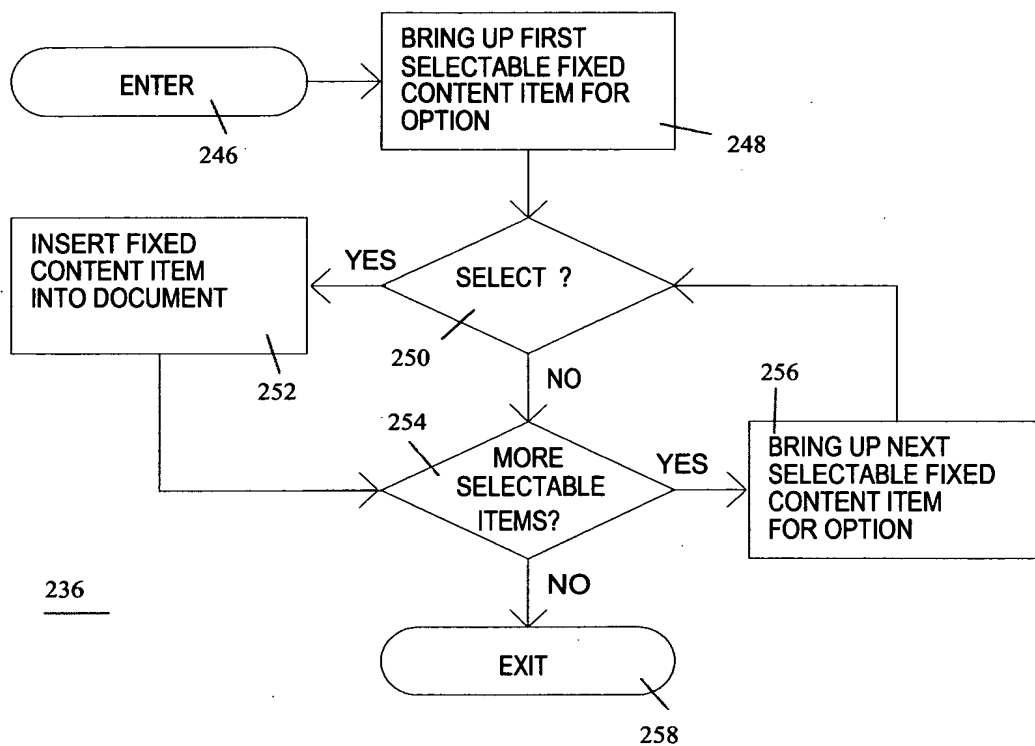 ENTER
246
BRING UP FIRST
SELECTABLE FIXED
CONTENT ITEM FOR
OPTION
248
INSERT FIXED
CONTENT ITEM
INTO DOCUMENT
252
YES
SELECT ?
250
NO
254
MORE
SELECTABLE
ITEMS?
YES
256
BRING UP NEXT
SELECTABLE FIXED
CONTENT ITEM
FOR OPTION
236
NO
EXIT
258